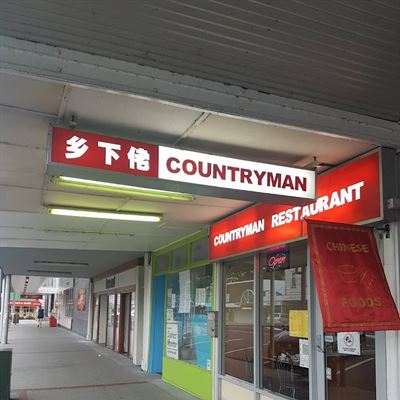 乡下佬 COUNTRYMAN
COUNTRYMAN RESTAURANT
Open
CHINESE
FOODS